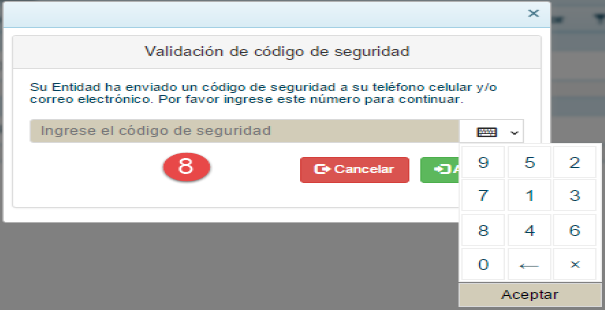 ×
Validación de código de seguridad
Su Entidad ha enviado un código de seguridad a su teléfono celular y/o
correo electrónico. Por favor ingrese este número para continuar.
Ingrese el código de seguridad
8
Cancelar
9 5 2
7 1 3
8 4 6
0 ← ×
Aceptar